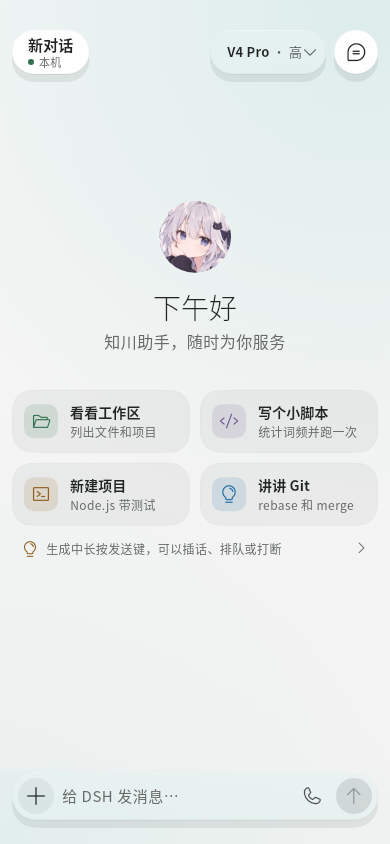 新对话
本机
V4 Pro · 高
下午好
知川助手，随时为你服务
看看工作区
列出文件和项目
写个小脚本
统计词频并跑一次
新建项目
Node.js 带测试
讲讲 Git
rebase 和 merge
生成中长按发送键，可以插话、排队或打断
给 DSH 发消息…